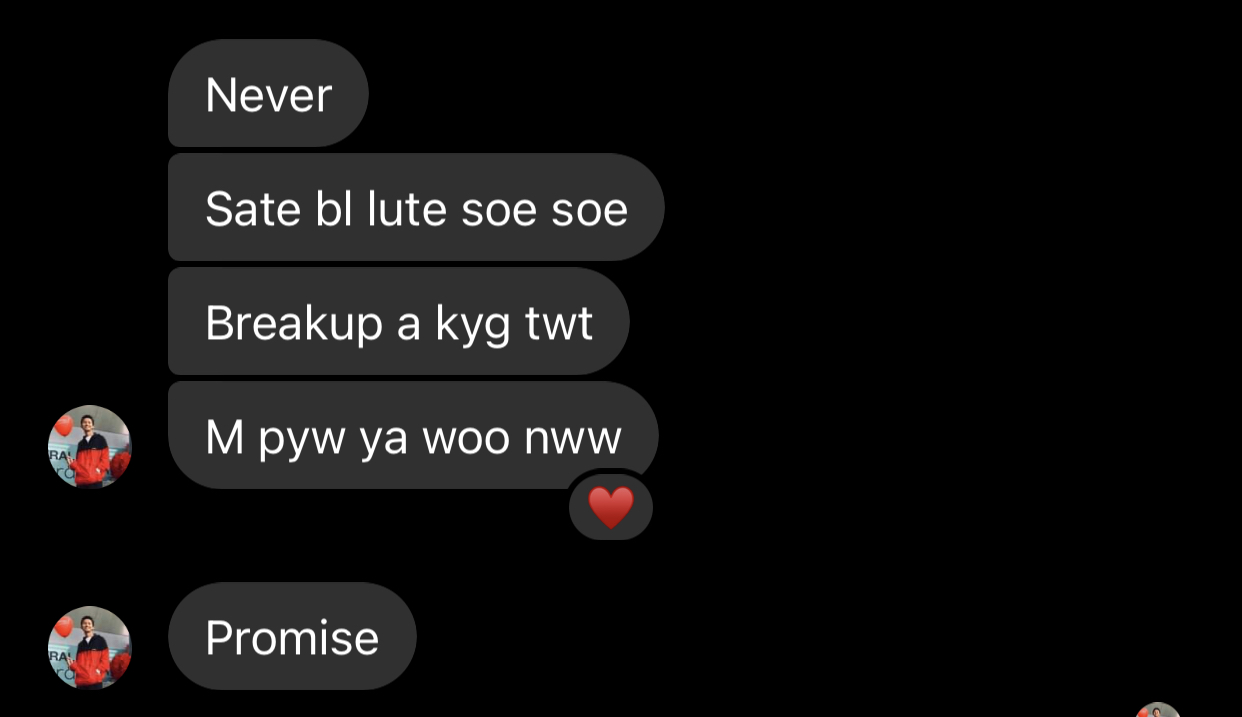 Never
Sate bl lute soe soe
Breakup a kyg twt
M pyw ya woo nww
Promise